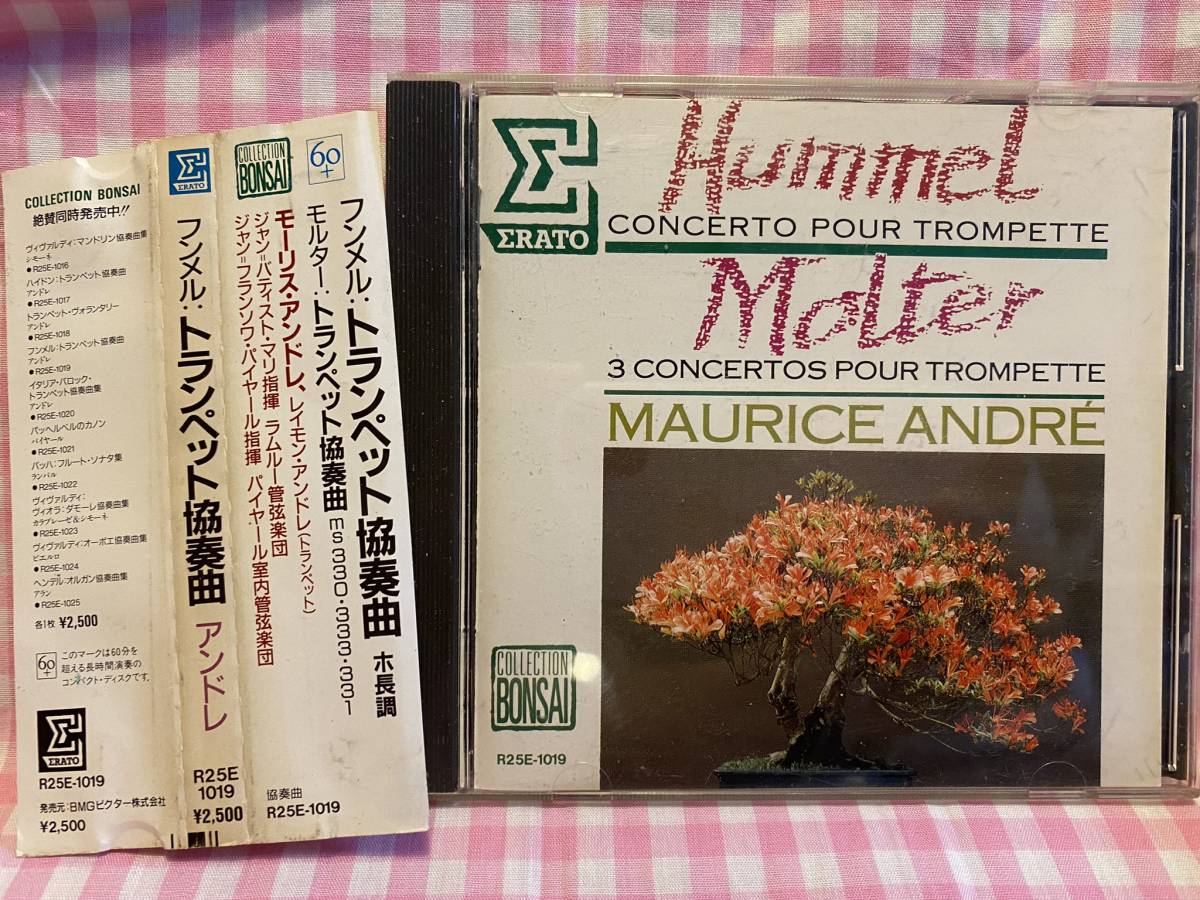 COLLECTION BONSAI
絶賛同時発売中!!
ヴィヴァルディ:マンドリン協奏曲集
シモーネ
●R25E-1016
ハイドン:トランペット協奏曲
アンドレ
●R25E-1017
トランペット・ヴォランタリー
アンドレ
●R25E-1018
フンメル:トランペット協奏曲
アンドレ
●R25E-1019
イタリア・バロック・
トランペット協奏曲集
アンドレ
●R25E-1020
パッヘルベルのカノン
パイヤール
●R25E-1021
バッハ:フルート・ソナタ集
ランパル
●R25E-1022
ヴィヴァルディ:
ヴィオラ・ダモーレ協奏曲集
カラブレーゼ&シモーネ
●R25E-1023
ヴィヴァルディ:オーボエ協奏曲集
ピエルロ
●R25E-1024
ヘンデル:オルガン協奏曲集
アラン
●R25E-1025
各1枚 ¥2,500
60+
このマークは60分を
超える長時間演奏の
コンパクト・ディスクです。
ERATO
R25E-1019
発売元:BMGビクター株式会社
¥2,500
ERATO
フンメル:トランペット協奏曲 アンドレ
R25E
1019
¥2,500
COLLECTION
BONSAI
60+
フンメル:トランペット協奏曲 ホ長調
モルター:トランペット協奏曲 MS 330・333・331
モーリス・アンドレ、レイモン・アンドレ(トランペット)
ジャン=バティスト・マリ指揮 ラムルー管弦楽団
ジャン=フランソワ・パイヤール指揮 パイヤール室内管弦楽団
協奏曲
R25E-1019
ΣRATO
Hummel
CONCERTO POUR TROMPETTE
Molter
3 CONCERTOS POUR TROMPETTE
MAURICE ANDRÉ
COLLECTION
BONSAI
R25E-1019